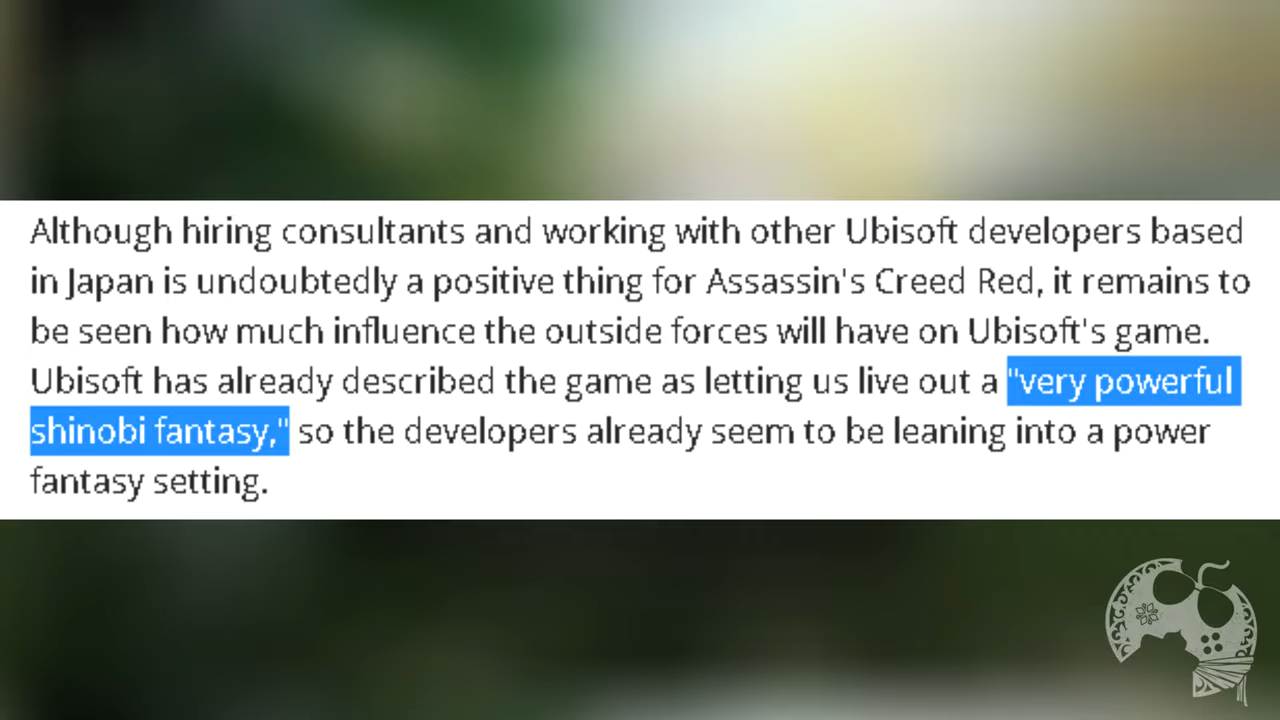 Although hiring consultants and working with other Ubisoft developers based
in Japan is undoubtedly a positive thing for Assassin's Creed Red, it remains to
be seen how much influence the outside forces will have on Ubisoft's game.
Ubisoft has already described the game as letting us live out a "very powerful
shinobi fantasy," so the developers already seem to be leaning into a power
fantasy setting.